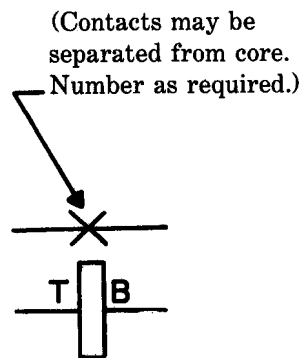 (Contacts may be
separated from core.
Number as required.)
T B